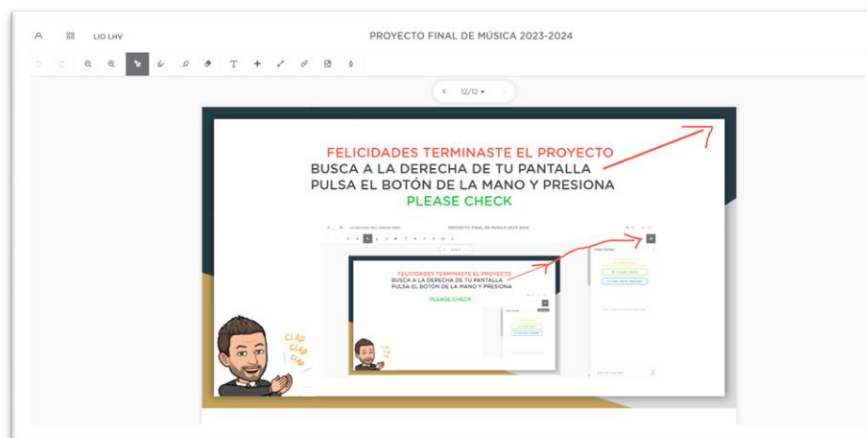 LIO LHV
PROYECTO FINAL DE MÚSICA 2023-2024
12/12
FELICIDADES TERMINASTE EL PROYECTO
BUSCA A LA DERECHA DE TU PANTALLA
PULSA EL BOTÓN DE LA MANO Y PRESIONA
PLEASE CHECK
PROYECTO FINAL DE MÚSICA 2023-2024
FELICIDADES TERMINASTE EL PROYECTO
BUSCA A LA DERECHA DE TU PANTALLA
PULSA EL BOTÓN DE LA MANO Y PRESIONA
PLEASE CHECK
CLAP
CLAP
CLAP